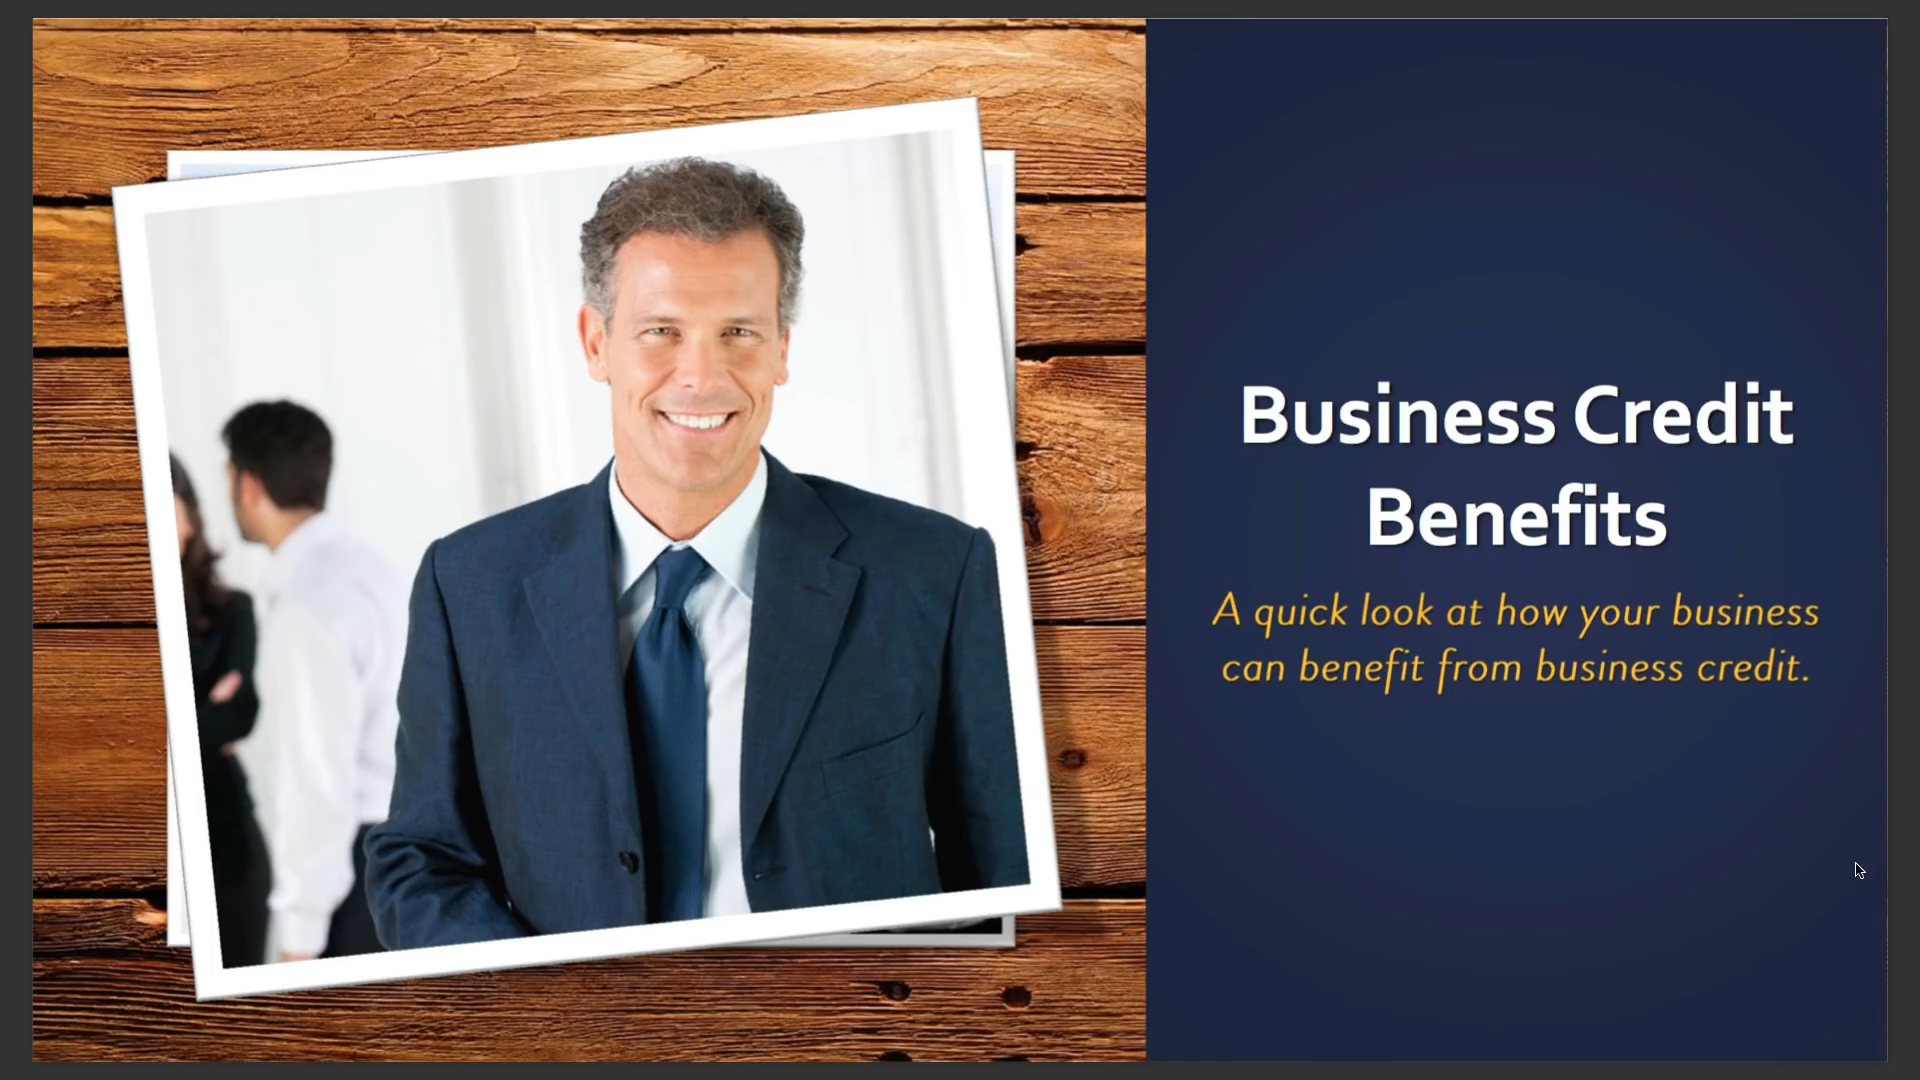 Business Credit
Benefits
A quick look at how your business
can benefit from business credit.